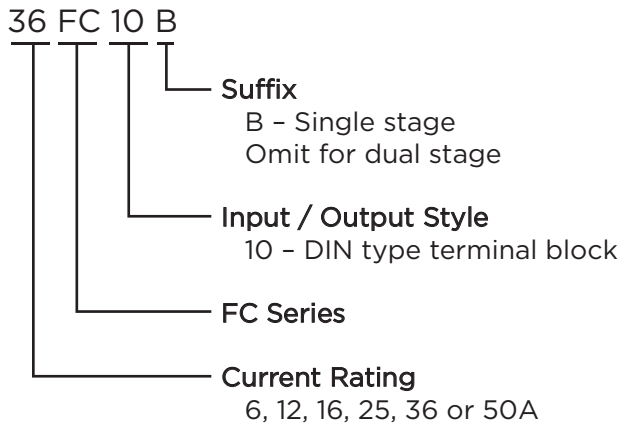 36 FC 10 B
Suffix
B – Single stage
Omit for dual stage
Input / Output Style
10 – DIN type terminal block
FC Series
Current Rating
6, 12, 16, 25, 36 or 50A